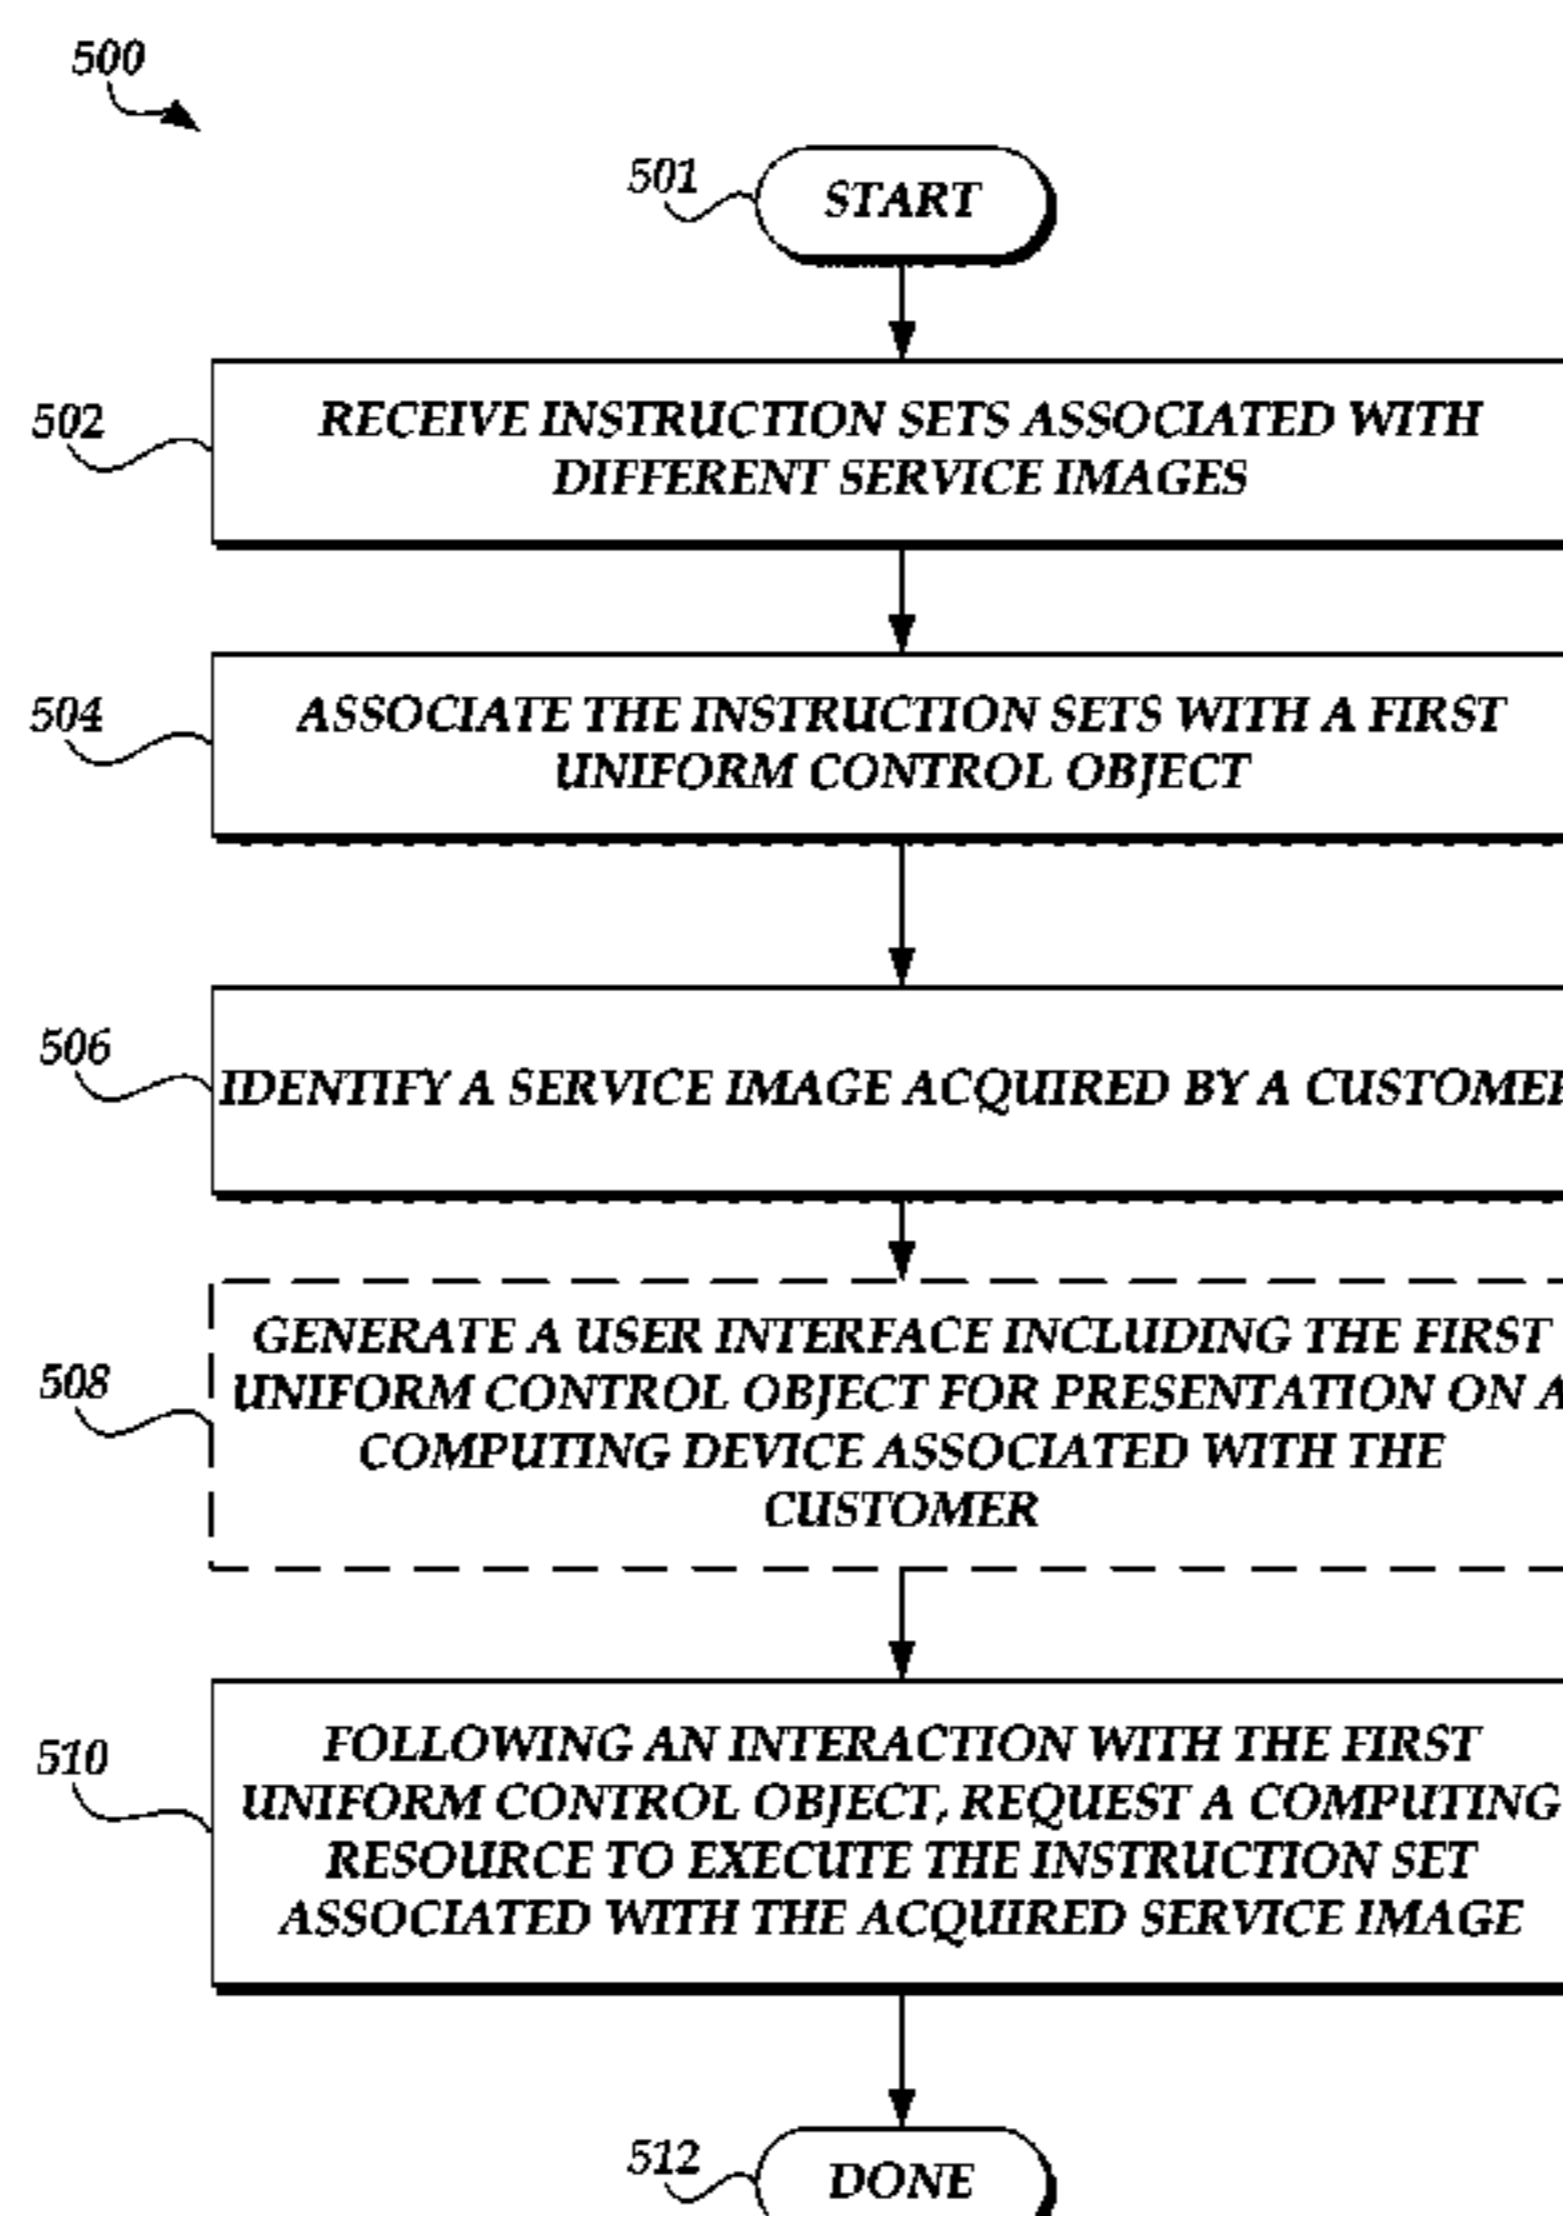 500
501
START
502
RECEIVE INSTRUCTION SETS ASSOCIATED WITH
DIFFERENT SERVICE IMAGES
504
ASSOCIATE THE INSTRUCTION SETS WITH A FIRST
UNIFORM CONTROL OBJECT
506
IDENTIFY A SERVICE IMAGE ACQUIRED BY A CUSTOMER
508
GENERATE A USER INTERFACE INCLUDING THE FIRST
UNIFORM CONTROL OBJECT FOR PRESENTATION ON A
COMPUTING DEVICE ASSOCIATED WITH THE
CUSTOMER
510
FOLLOWING AN INTERACTION WITH THE FIRST
UNIFORM CONTROL OBJECT, REQUEST A COMPUTING
RESOURCE TO EXECUTE THE INSTRUCTION SET
ASSOCIATED WITH THE ACQUIRED SERVICE IMAGE
512
DONE